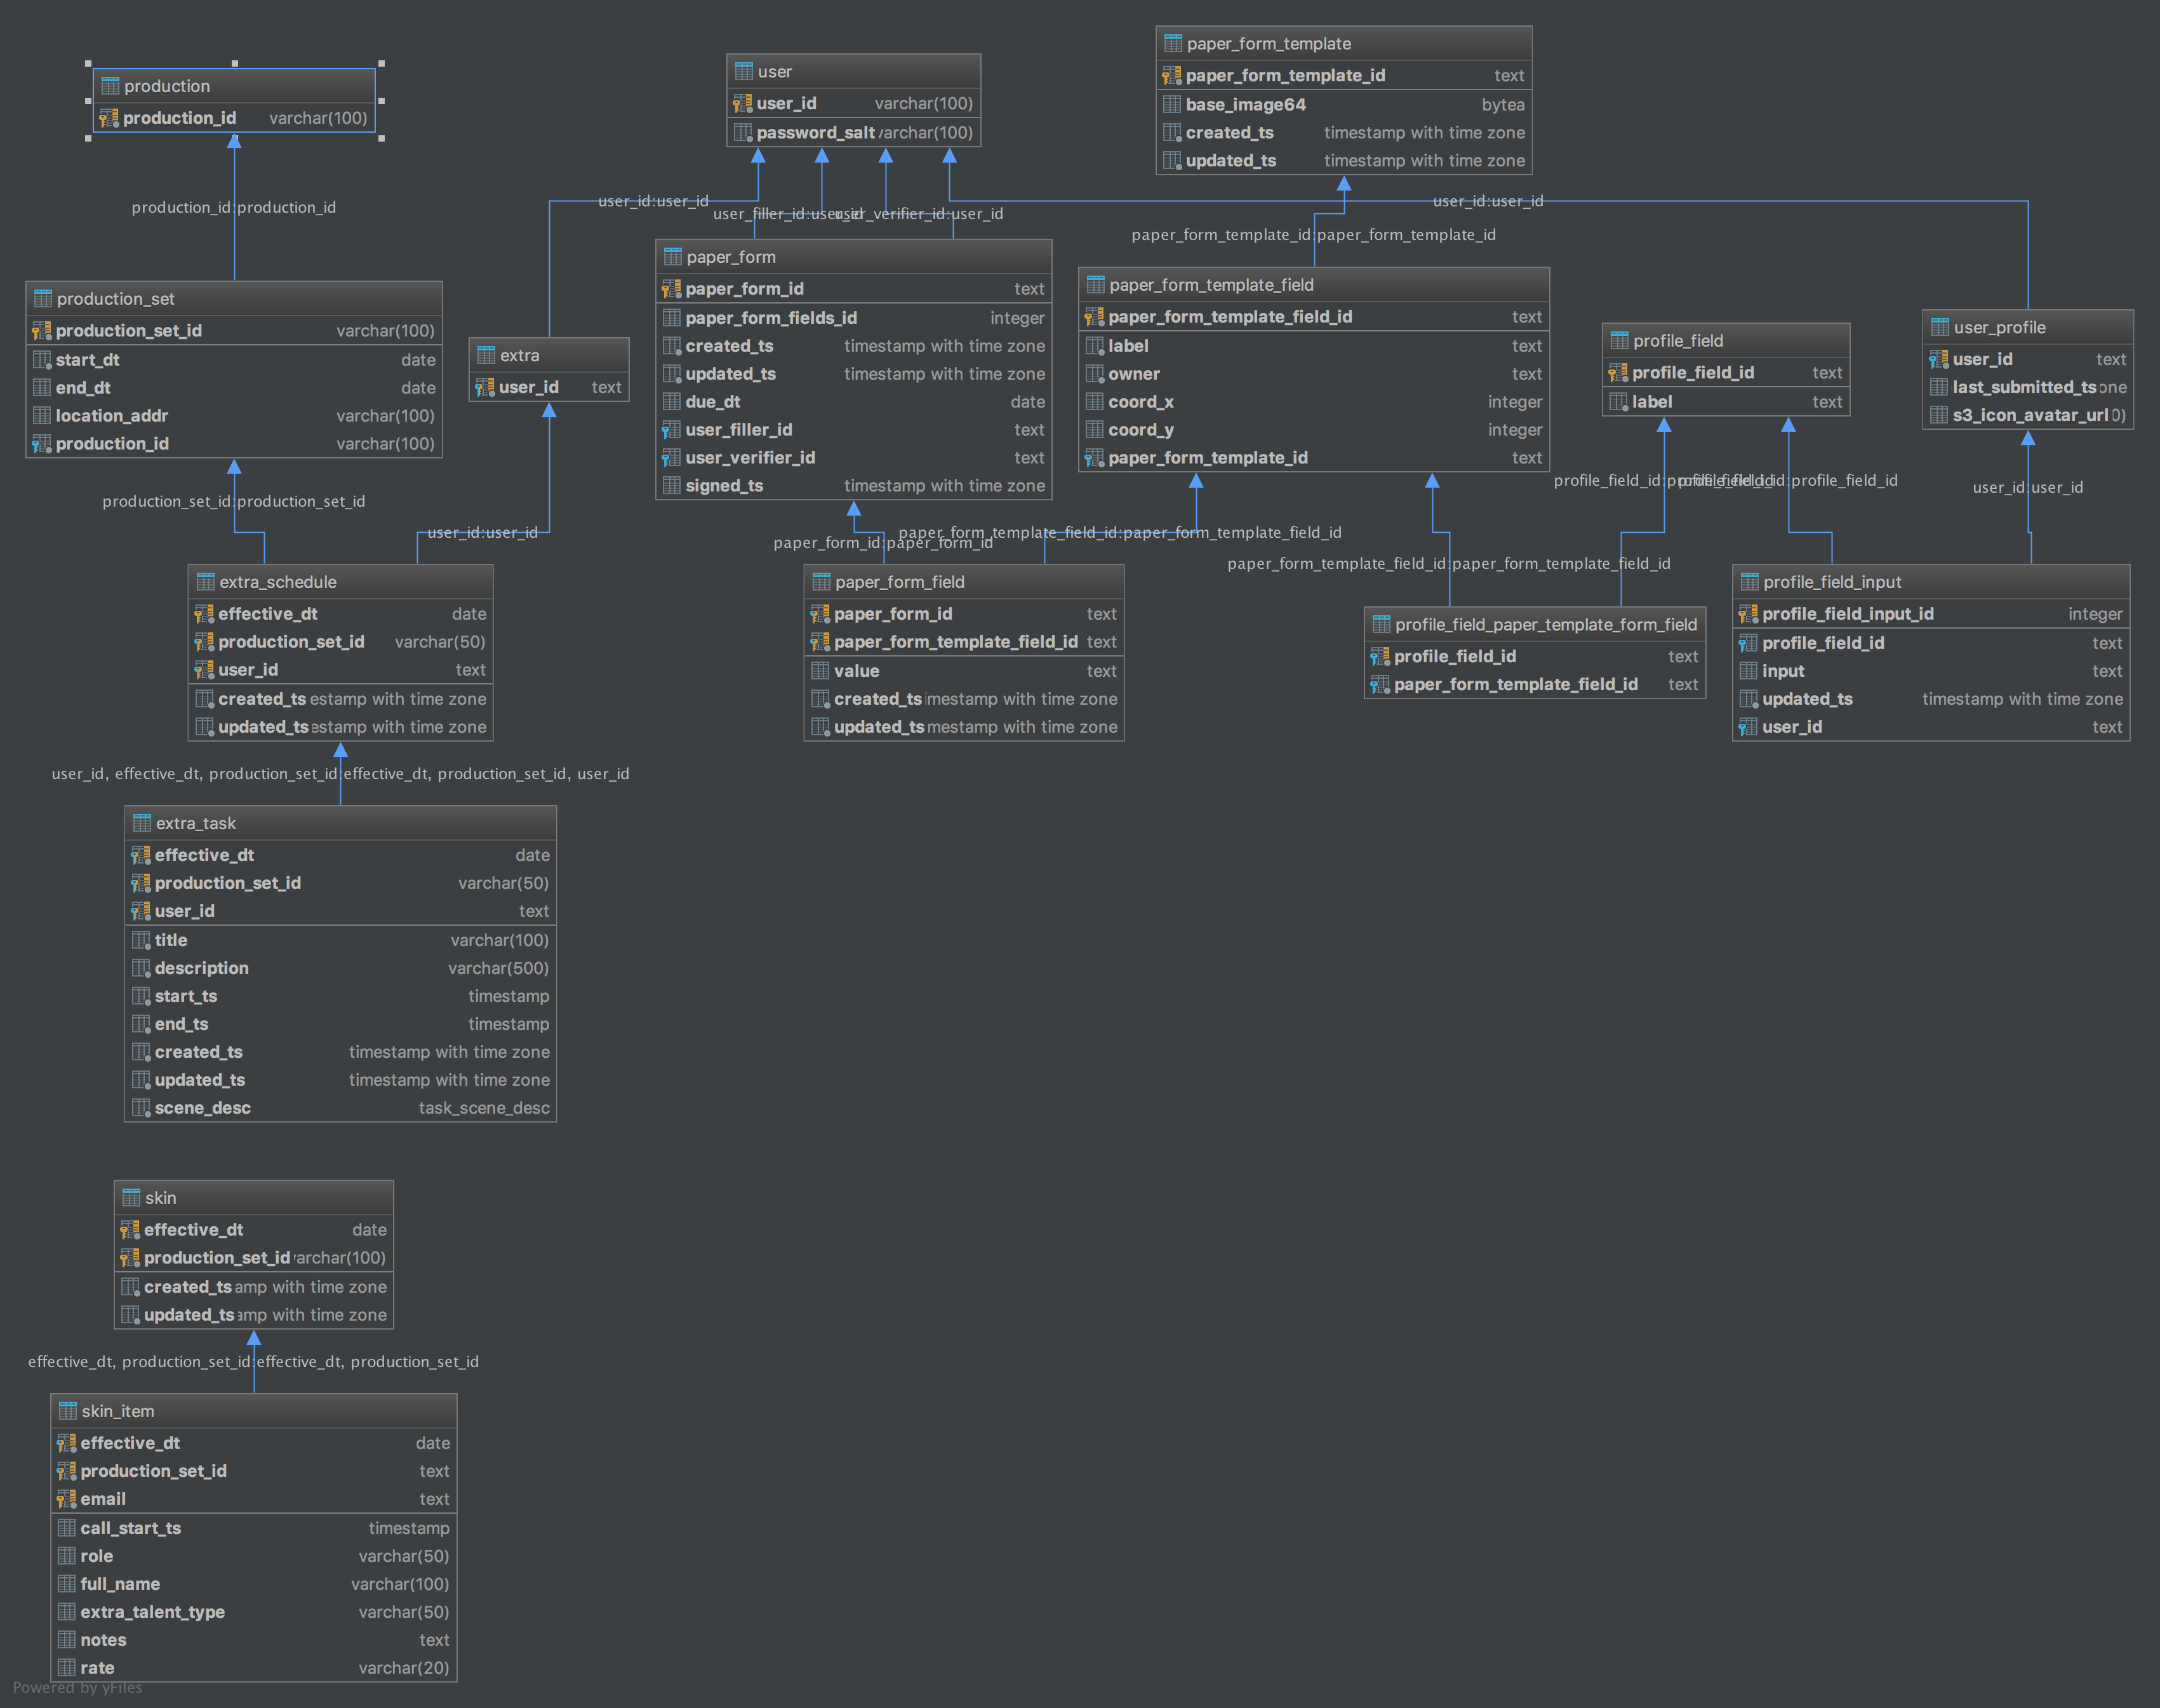 production
production_id varchar(100)
production_id:production_id
production_set
production_set_id varchar(100)
start_dt date
end_dt date
location_addr varchar(100)
production_id varchar(100)
production_set_id:production_set_id
user
user_id varchar(100)
password_salt varchar(100)
user_id:user_id
user_filler_id:user_id
user_verifier_id:user_id
user_id:user_id
extra
user_id text
user_id:user_id
paper_form
paper_form_id text
paper_form_fields_id integer
created_ts timestamp with time zone
updated_ts timestamp with time zone
due_dt date
user_filler_id text
user_verifier_id text
signed_ts timestamp with time zone
paper_form_id:paper_form_id
paper_form_template
paper_form_template_id text
base_image64 bytea
created_ts timestamp with time zone
updated_ts timestamp with time zone
paper_form_template_id:paper_form_template_id
paper_form_template_field
paper_form_template_field_id text
label text
owner text
coord_x integer
coord_y integer
paper_form_template_id text
paper_form_template_field_id:paper_form_template_field_id
paper_form_template_field_id:paper_form_template_field_id
profile_field
profile_field_id text
label text
profile_field_id:profile_field_id
profile_field_id:profile_field_id
user_profile
user_id text
last_submitted_ts one
s3_icon_avatar_url 0)
user_id:user_id
extra_schedule
effective_dt date
production_set_id varchar(50)
user_id text
created_ts estamp with time zone
updated_ts estamp with time zone
user_id, effective_dt, production_set_id:effective_dt, production_set_id, user_id
paper_form_field
paper_form_id text
paper_form_template_field_id text
value text
created_ts imestamp with time zone
updated_ts mestamp with time zone
profile_field_paper_template_form_field
profile_field_id text
paper_form_template_field_id text
profile_field_input
profile_field_input_id integer
profile_field_id text
input text
updated_ts timestamp with time zone
user_id text
extra_task
effective_dt date
production_set_id varchar(50)
user_id text
title varchar(100)
description varchar(500)
start_ts timestamp
end_ts timestamp
created_ts timestamp with time zone
updated_ts timestamp with time zone
scene_desc task_scene_desc
skin
effective_dt date
production_set_id varchar(100)
created_ts amp with time zone
updated_ts amp with time zone
effective_dt, production_set_id:effective_dt, production_set_id
skin_item
effective_dt date
production_set_id text
email text
call_start_ts timestamp
role varchar(50)
full_name varchar(100)
extra_talent_type varchar(50)
notes text
rate varchar(20)
Powered by yFiles